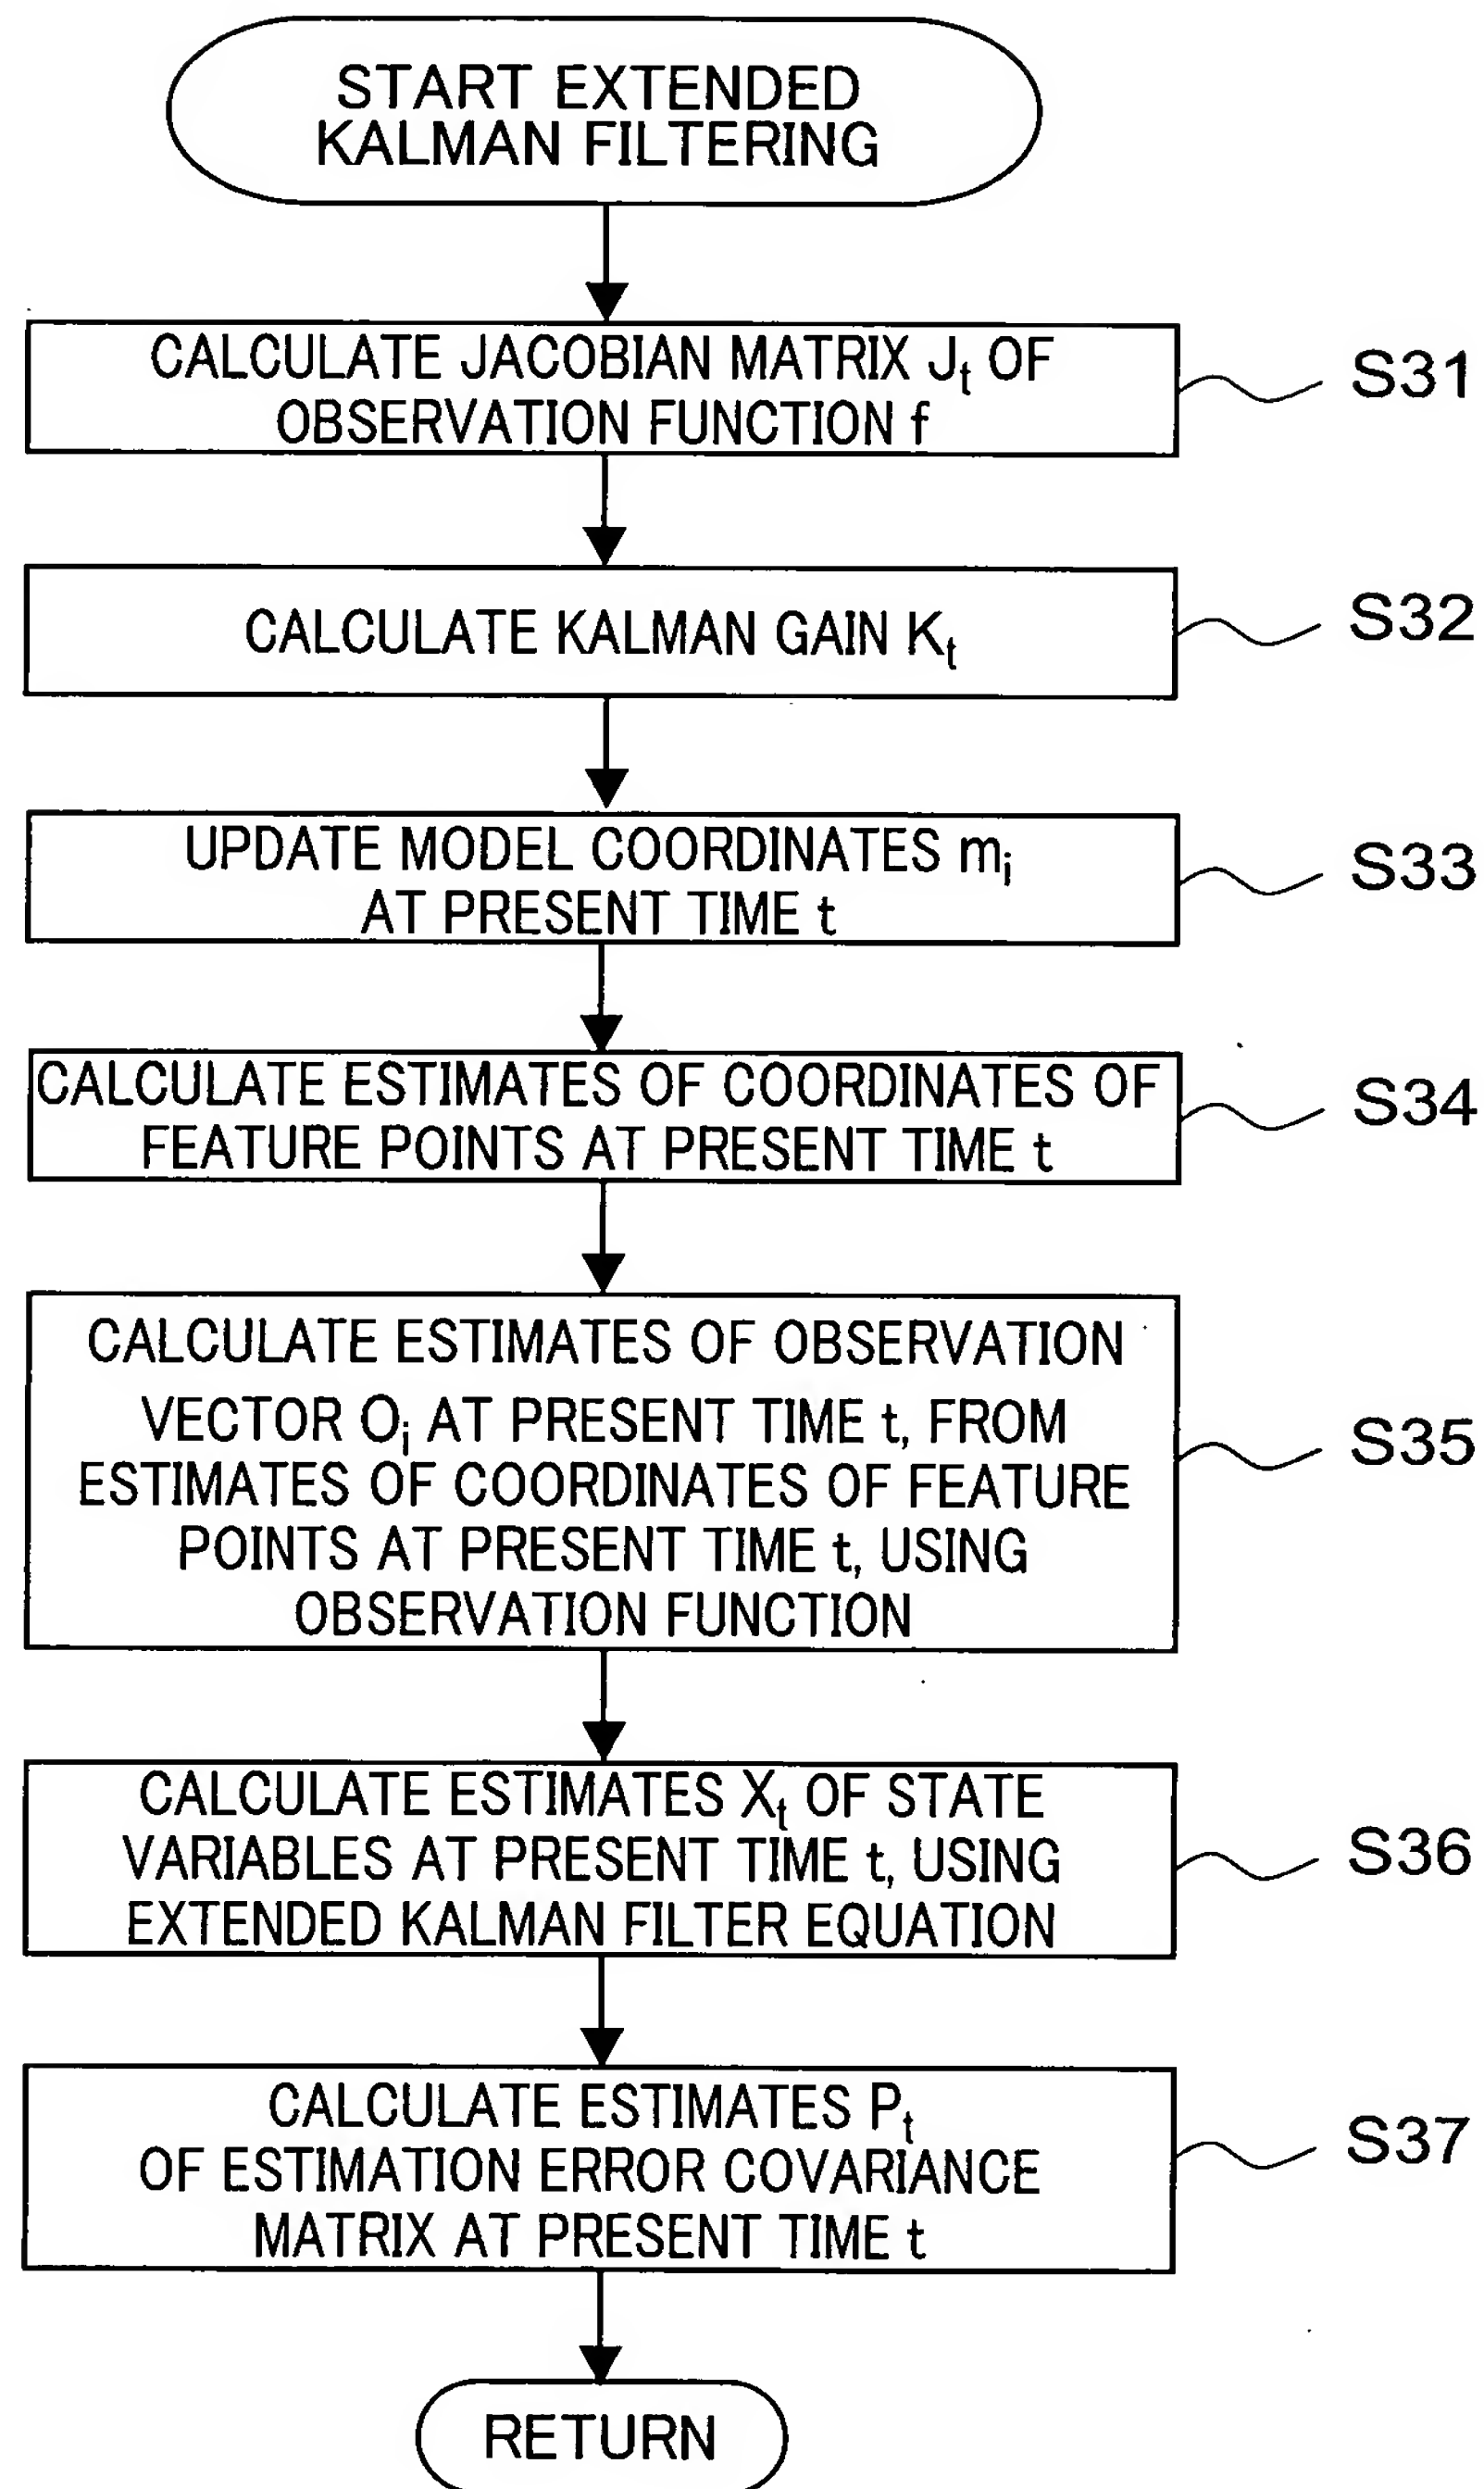 START EXTENDED
KALMAN FILTERING
CALCULATE JACOBIAN MATRIX Jt OF
OBSERVATION FUNCTION f
S31
CALCULATE KALMAN GAIN Kt
S32
UPDATE MODEL COORDINATES mi
AT PRESENT TIME t
S33
CALCULATE ESTIMATES OF COORDINATES OF
FEATURE POINTS AT PRESENT TIME t
S34
CALCULATE ESTIMATES OF OBSERVATION
VECTOR Oi AT PRESENT TIME t, FROM
ESTIMATES OF COORDINATES OF FEATURE
POINTS AT PRESENT TIME t, USING
OBSERVATION FUNCTION
S35
CALCULATE ESTIMATES Xt OF STATE
VARIABLES AT PRESENT TIME t, USING
EXTENDED KALMAN FILTER EQUATION
S36
CALCULATE ESTIMATES Pt
OF ESTIMATION ERROR COVARIANCE
MATRIX AT PRESENT TIME t
S37
RETURN